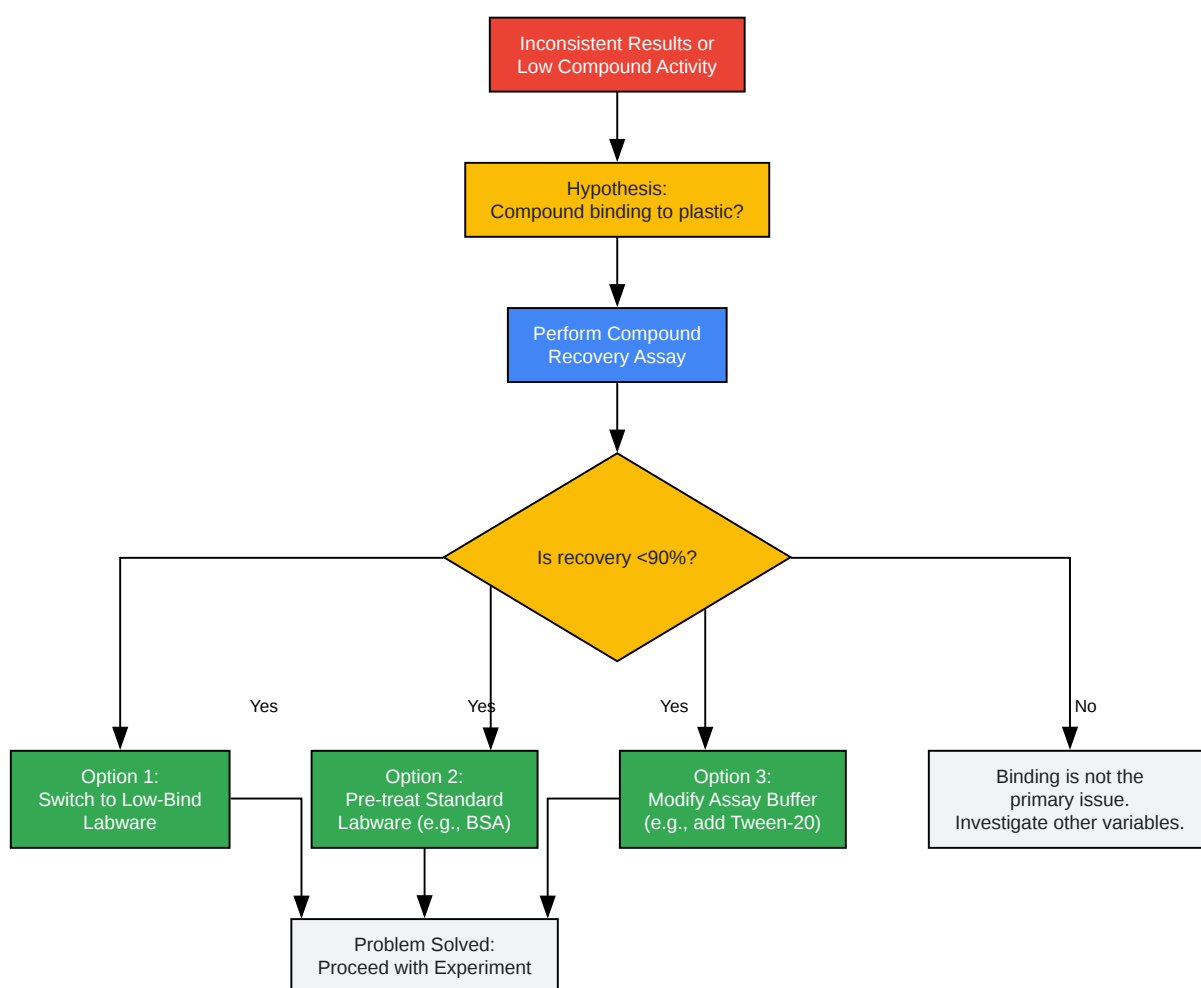 Inconsistent Results or
Low Compound Activity
Hypothesis:
Compound binding to plastic?
Perform Compound
Recovery Assay
Is recovery <90%?
Yes
Yes
Yes
No
Option 1:
Switch to Low-Bind
Labware
Option 2:
Pre-treat Standard
Labware (e.g., BSA)
Option 3:
Modify Assay Buffer
(e.g., add Tween-20)
Binding is not the
primary issue.
Investigate other variables.
Problem Solved:
Proceed with Experiment